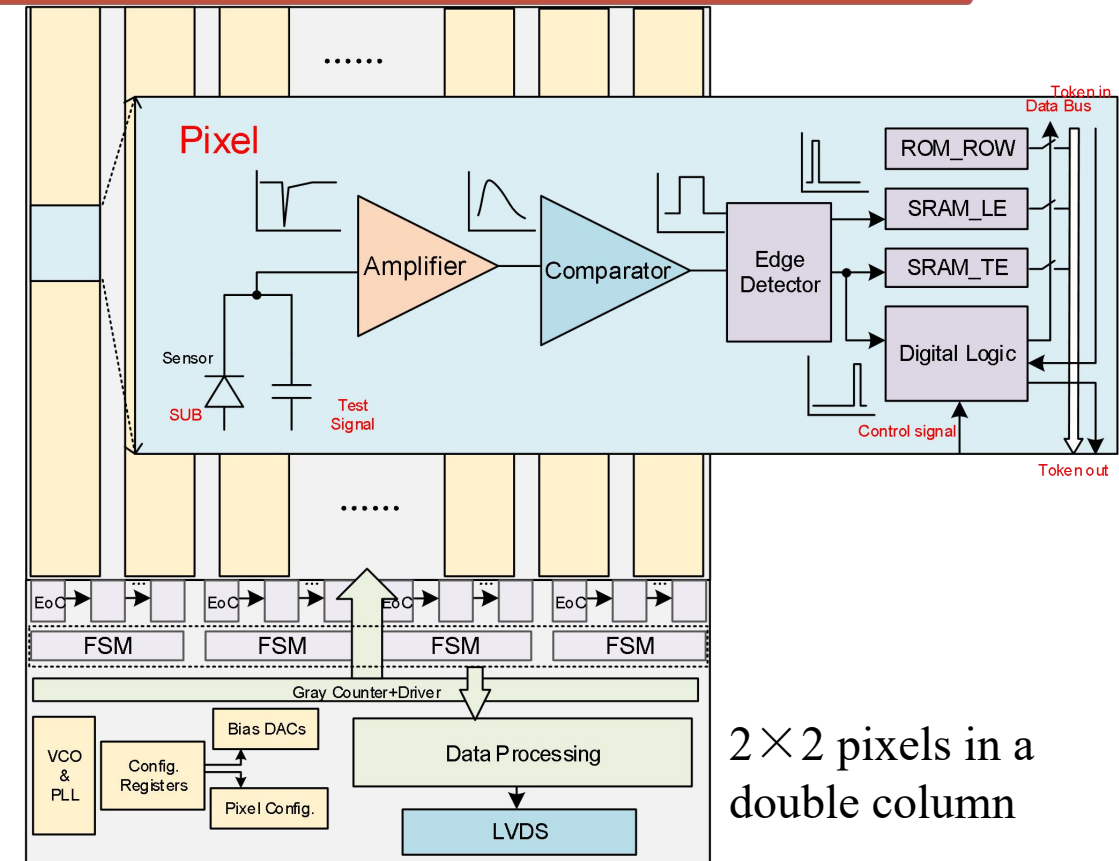 ......
Pixel
Token in
Data Bus
ROM_ROW
SRAM_LE
SRAM_TE
Amplifier
Comparator
Edge
Detector
Digital Logic
Sensor
SUB
Test
Signal
Control signal
Token out
......
EoC
...
EoC
...
EoC
...
EoC
...
FSM
FSM
FSM
FSM
Gray Counter+Driver
VCO
&
PLL
Config.
Registers
Bias DACs
Pixel Config.
Data Processing
LVDS
2×2 pixels in a
double column